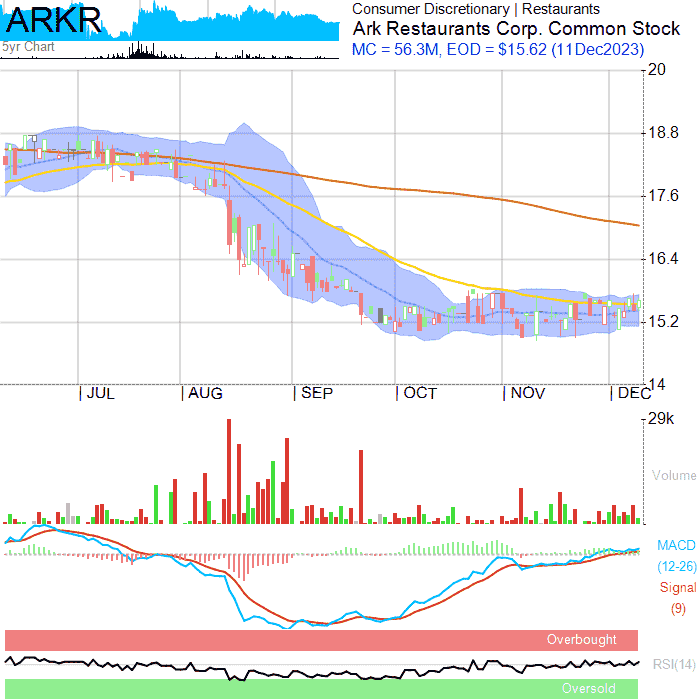 ARKR
5yr Chart
Consumer Discretionary | Restaurants
Ark Restaurants Corp. Common Stock
MC = 56.3M, EOD = $15.62 (11Dec2023)
20
18.8
17.6
16.4
15.2
14
JUL AUG SEP OCT NOV DEC
29k
Volume
MACD
(12-26)
Signal
(9)
Overbought
RSI(14)
Oversold